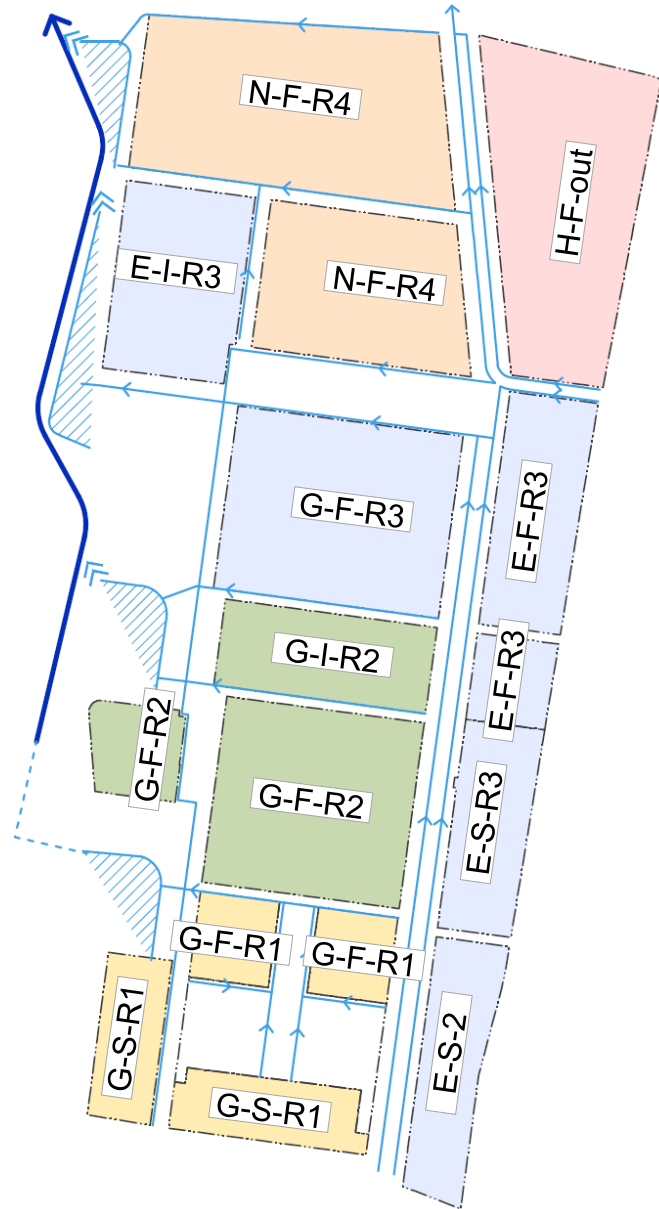 N-F-R4
H-F-out
E-I-R3
N-F-R4
G-F-R3
E-F-R3
G-I-R2
E-F-R3
G-F-R2
G-F-R2
E-S-R3
G-F-R1
G-F-R1
G-S-R1
E-S-2
G-S-R1